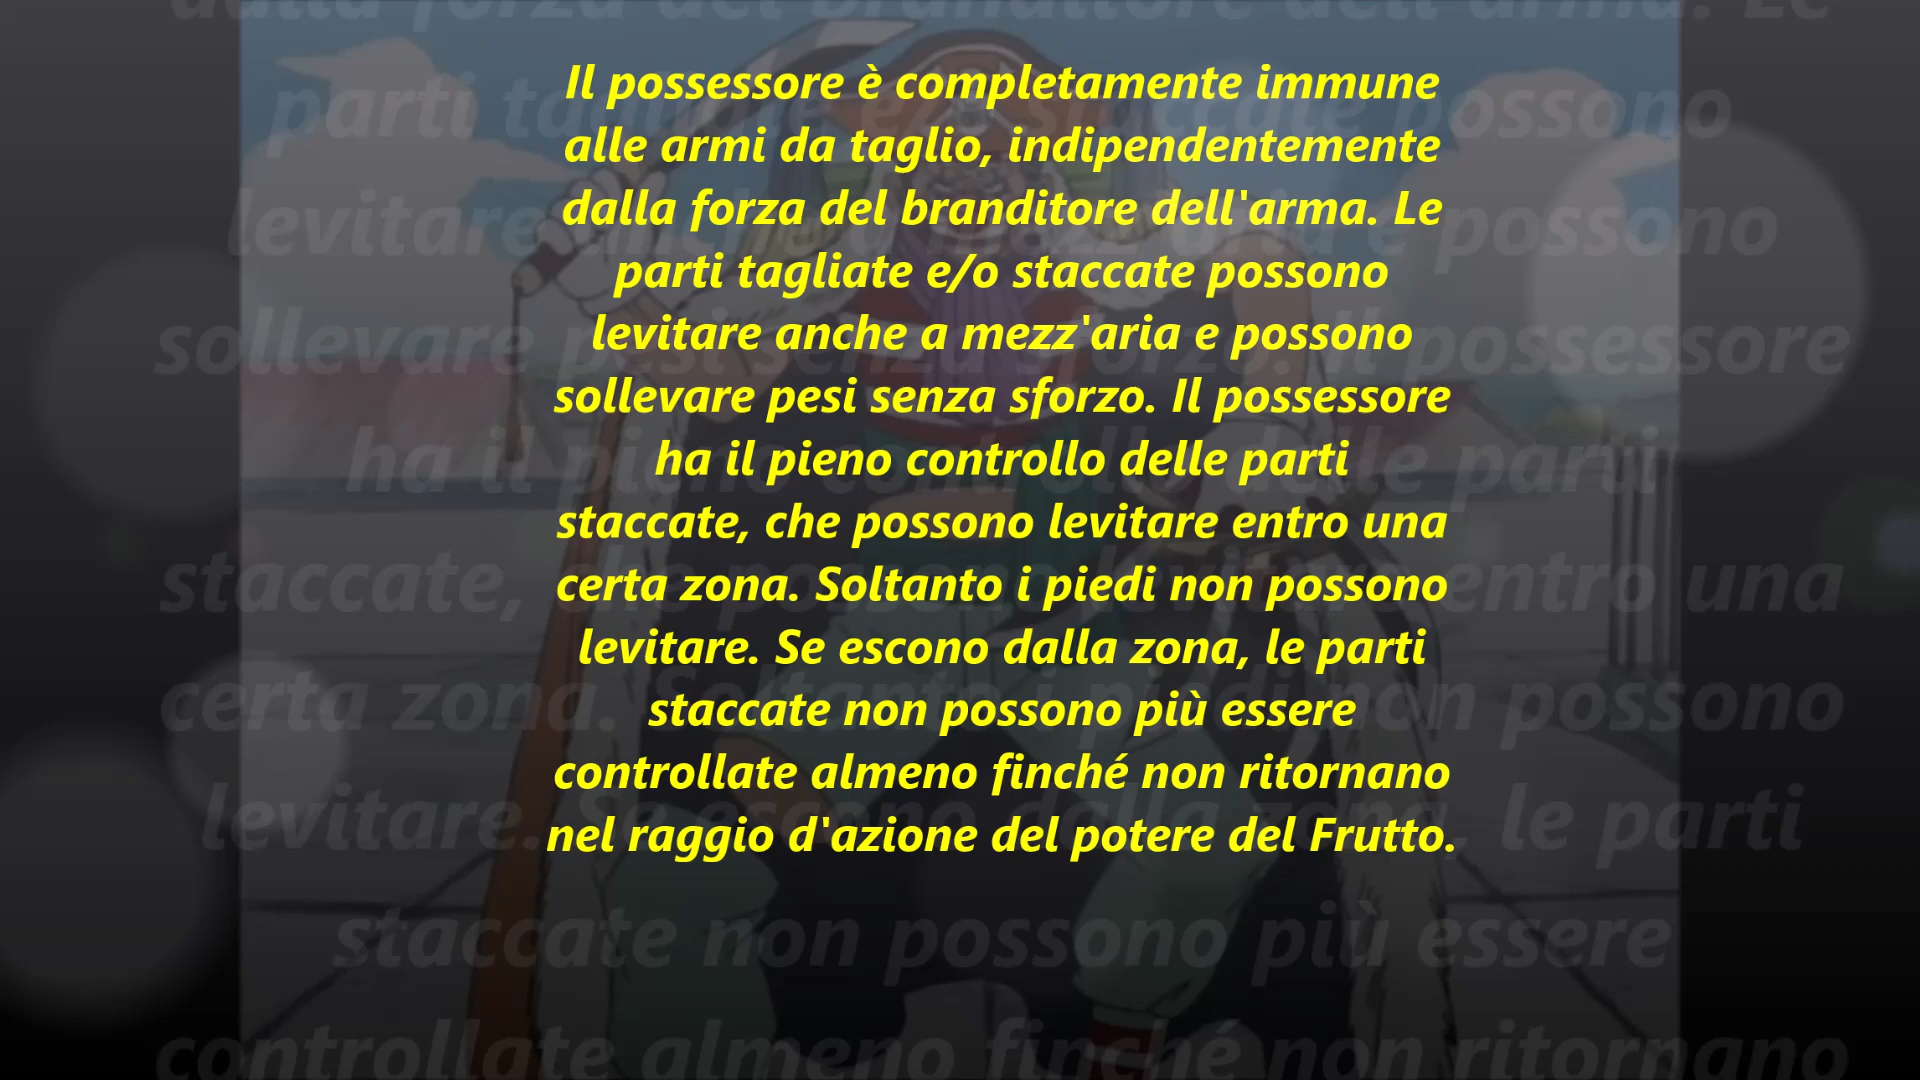 Il possessore è completamente immune
alle armi da taglio, indipendentemente
dalla forza del branditore dell'arma. Le
parti tagliate e/o staccate possono
levitare anche a mezz'aria e possono
sollevare pesi senza sforzo. Il possessore
ha il pieno controllo delle parti
staccate, che possono levitare entro una
certa zona. Soltanto i piedi non possono
levitare. Se escono dalla zona, le parti
staccate non possono più essere
controllate almeno finché non ritornano
nel raggio d'azione del potere del Frutto.